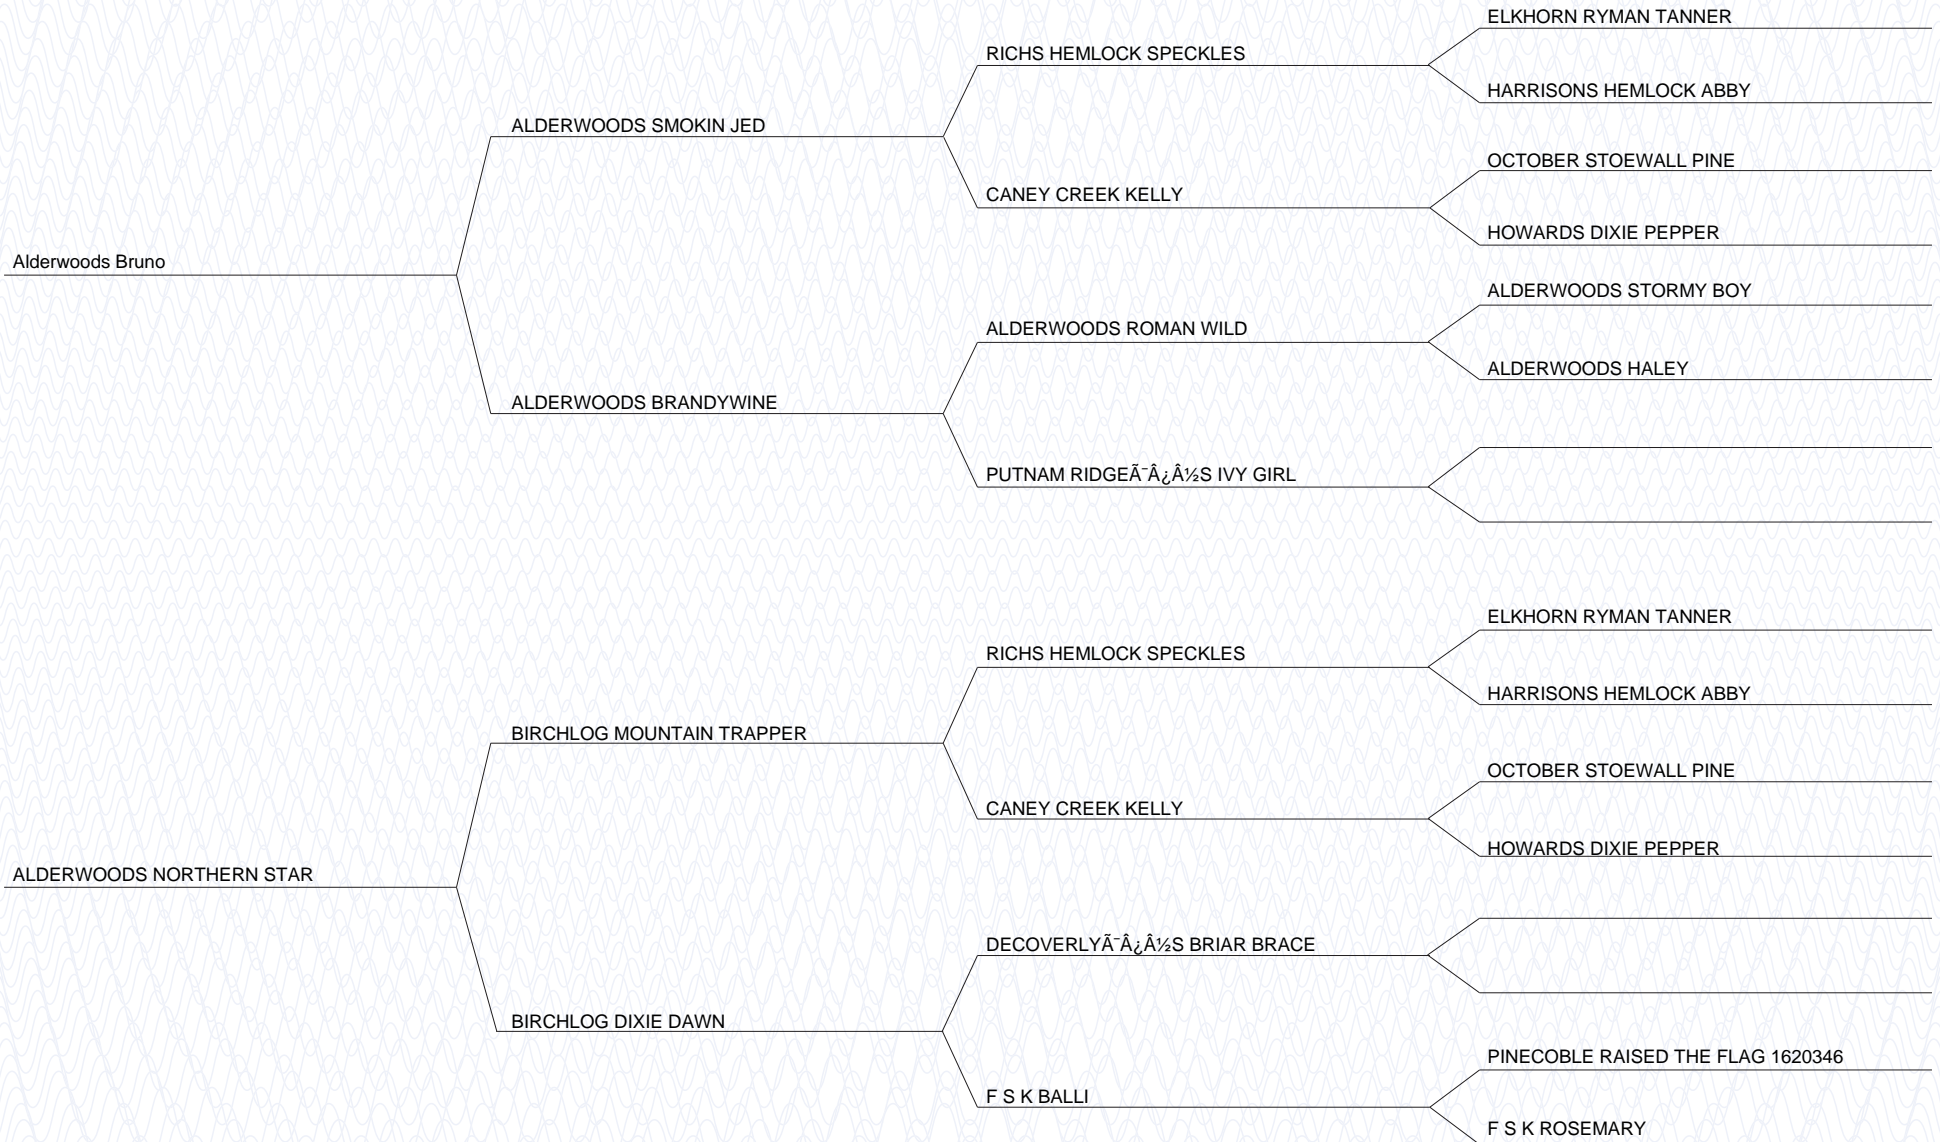 ELKHORN RYMAN TANNER
RICHS HEMLOCK SPECKLES
HARRISONS HEMLOCK ABBY
ALDERWOODS SMOKIN JED
OCTOBER STOEWALL PINE
CANEY CREEK KELLY
HOWARDS DIXIE PEPPER
Alderwoods Bruno
ALDERWOODS STORMY BOY
ALDERWOODS ROMAN WILD
ALDERWOODS HALEY
ALDERWOODS BRANDYWINE
PUTNAM RIDGEÃ¯Â¿Â½S IVY GIRL
ELKHORN RYMAN TANNER
RICHS HEMLOCK SPECKLES
HARRISONS HEMLOCK ABBY
BIRCHLOG MOUNTAIN TRAPPER
OCTOBER STOEWALL PINE
CANEY CREEK KELLY
HOWARDS DIXIE PEPPER
ALDERWOODS NORTHERN STAR
DECOVERLYÃ¯Â¿Â½S BRIAR BRACE
BIRCHLOG DIXIE DAWN
PINECOBLE RAISED THE FLAG 1620346
F S K BALLI
F S K ROSEMARY